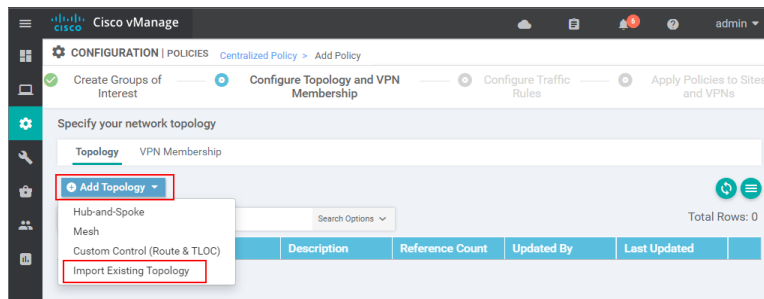 CISCO Cisco vManage 6 admin
CONFIGURATION | POLICIES Centralized Policy > Add Policy
Create Groups of Interest
Configure Topology and VPN Membership
Configure Traffic Rules
Apply Policies to Sites and VPNs
Specify your network topology
Topology VPN Membership
Add Topology
Hub-and-Spoke
Mesh
Custom Control (Route & TLOC)
Import Existing Topology
Search Options
Total Rows: 0
Description Reference Count Updated By Last Updated